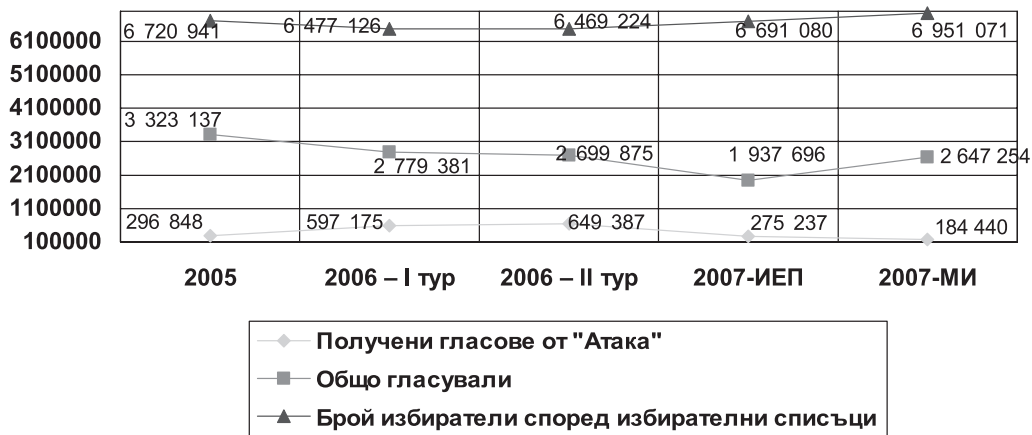 6 720 941 6 477 126 6 469 224 6 691 080 6 951 071
6100000
5100000
4100000
3 323 137
3100000
2 779 381 2 699 875 1 937 696 2 647 254
2100000
1100000
296 848 597 175 649 387 275 237 184 440
100000
2005 2006 – I тур 2006 – II тур 2007-ИЕП 2007-МИ
Получени гласове от "Атака"
Общо гласували
Брой избиратели според избирателни списъци